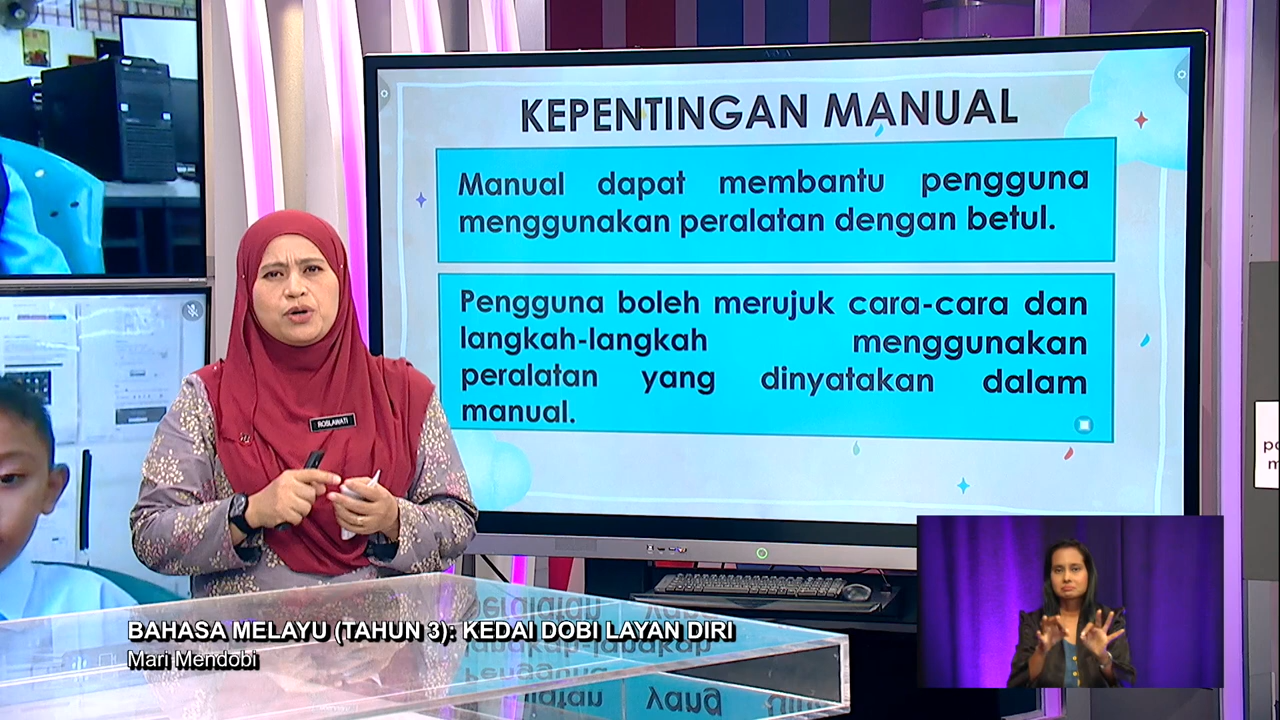 KEPENTINGAN MANUAL
Manual dapat membantu pengguna
menggunakan peralatan dengan betul.
Pengguna boleh merujuk cara-cara dan
langkah-langkah menggunakan
peralatan yang dinyatakan dalam
manual.
ROSLAWATI
BAHASA MELAYU (TAHUN 3): KEDAI DOBI LAYAN DIRI
Mari Mendobi